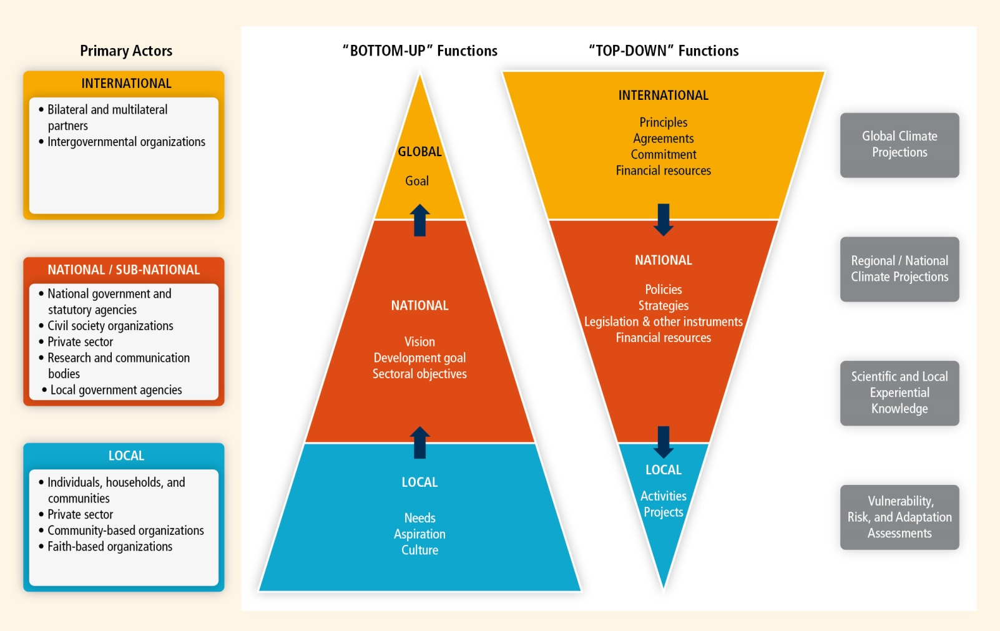 Primary Actors
INTERNATIONAL
• Bilateral and multilateral
partners
• Intergovernmental organizations
NATIONAL / SUB-NATIONAL
• National government and
statutory agencies
• Civil society organizations
• Private sector
• Research and communication
bodies
• Local government agencies
LOCAL
• Individuals, households, and
communities
• Private sector
• Community-based organizations
• Faith-based organizations
“BOTTOM-UP” Functions
GLOBAL
Goal
NATIONAL
Vision
Development goal
Sectoral objectives
LOCAL
Needs
Aspiration
Culture
“TOP-DOWN” Functions
INTERNATIONAL
Principles
Agreements
Commitment
Financial resources
NATIONAL
Policies
Strategies
Legislation & other instruments
Financial resources
LOCAL
Activities
Projects
Global Climate
Projections
Regional / National
Climate Projections
Scientific and Local
Experiential
Knowledge
Vulnerability,
Risk, and Adaptation
Assessments